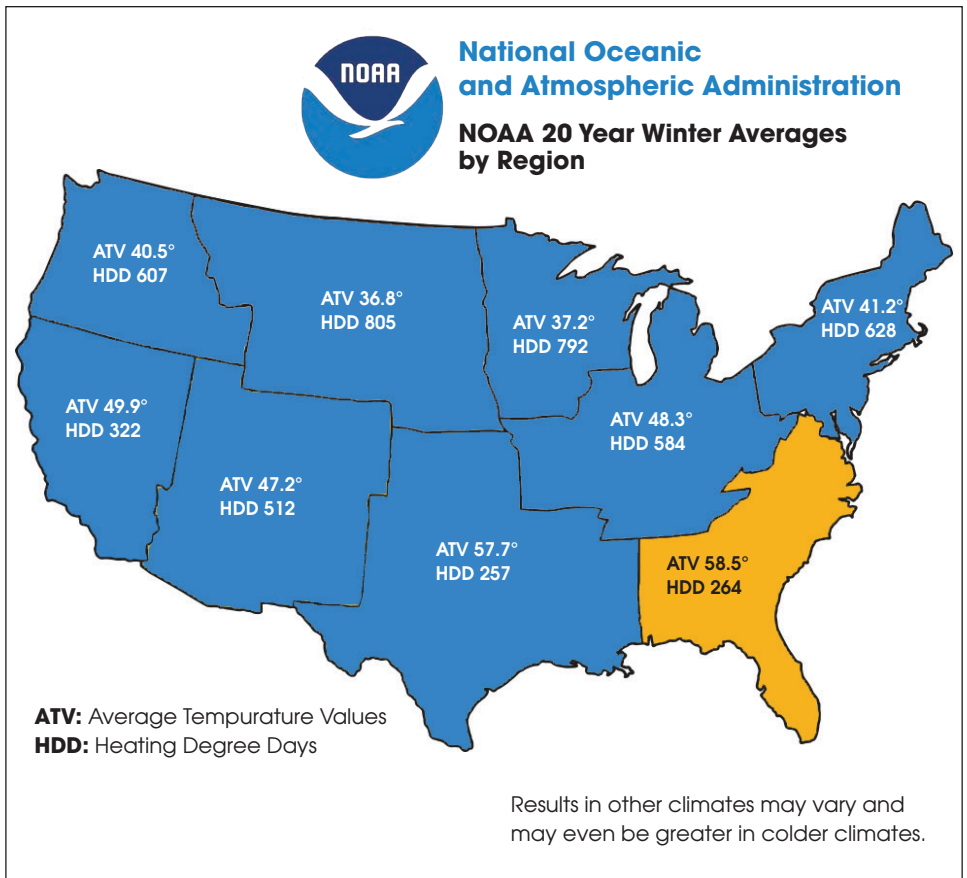 NOAA
National Oceanic
and Atmospheric Administration
NOAA 20 Year Winter Averages
by Region
ATV 40.5°
HDD 607
ATV 36.8°
HDD 805
ATV 37.2°
HDD 792
ATV 41.2°
HDD 628
ATV 49.9°
HDD 322
ATV 48.3°
HDD 584
ATV 47.2°
HDD 512
ATV 57.7°
HDD 257
ATV 58.5°
HDD 264
ATV: Average Tempurature Values
HDD: Heating Degree Days
Results in other climates may vary and
may even be greater in colder climates.